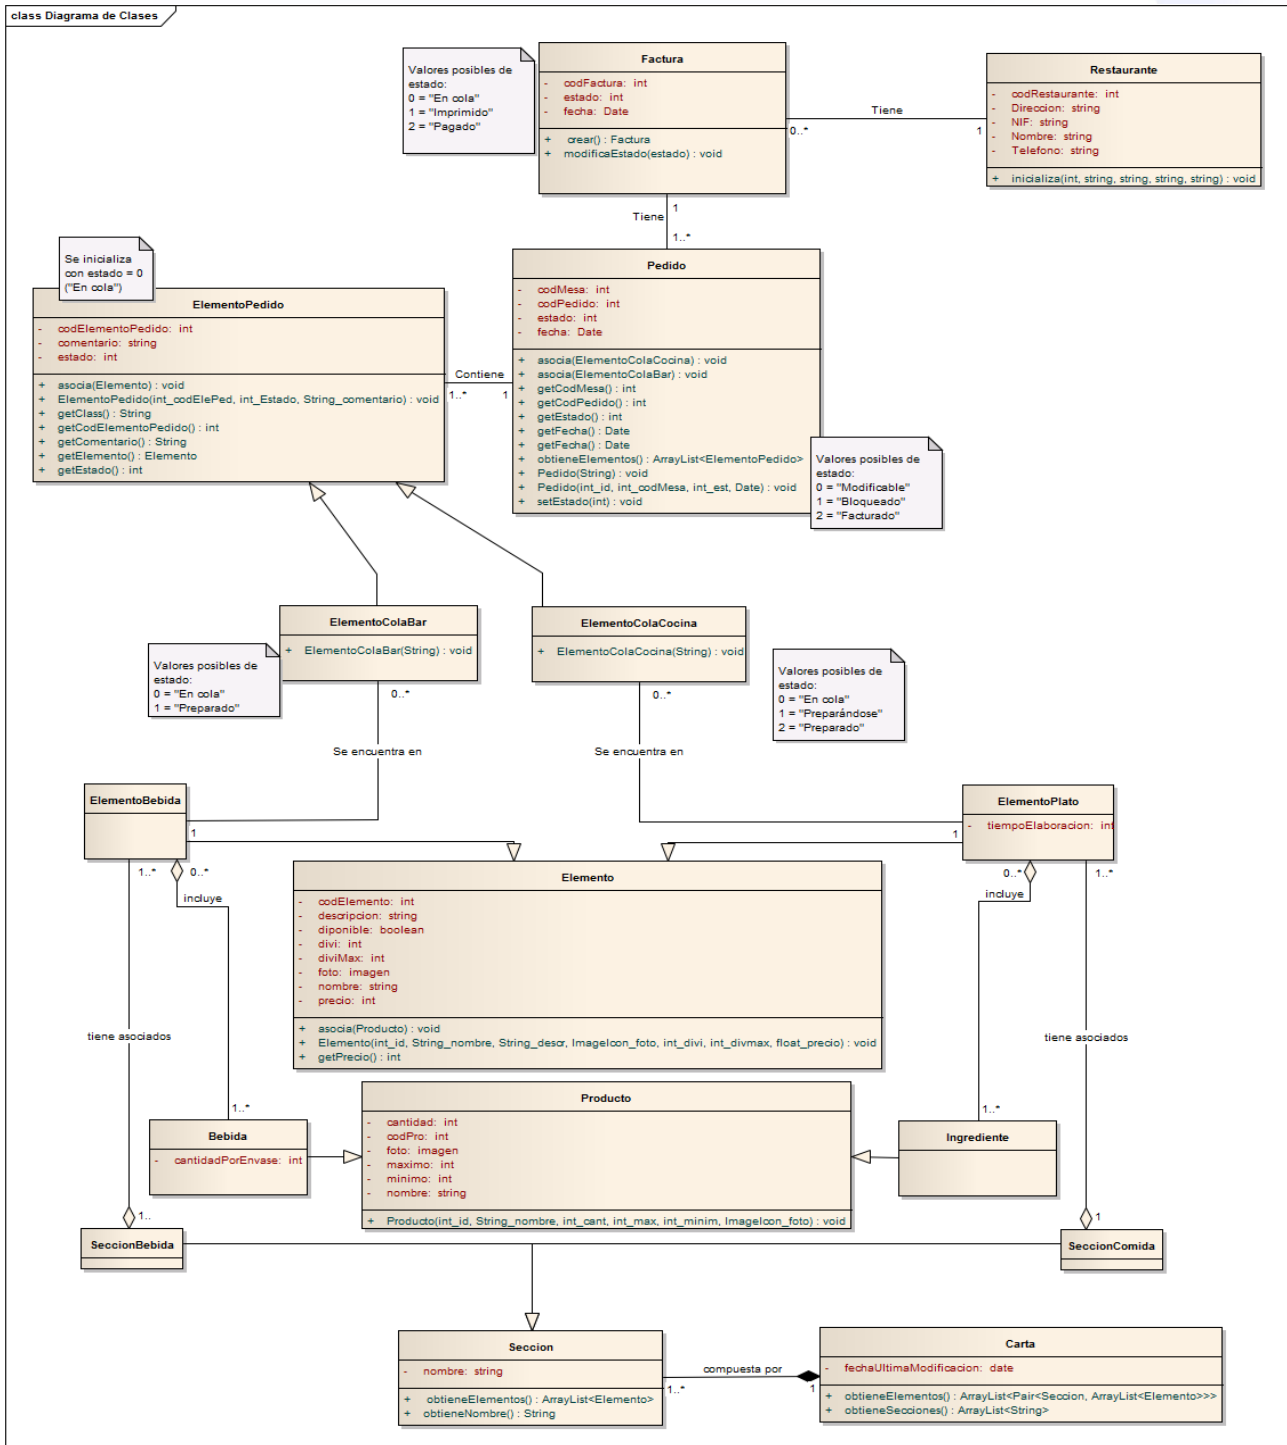 class Diagrama de Clases
Valores posibles de
estado:
0 = "En cola"
1 = "Imprimido"
2 = "Pagado"
Factura
- codFactura: int
- estado: int
- fecha: Date
+ crear() : Factura
+ modificaEstado(estado) : void
Tiene
0..*
1
Restaurante
- codRestaurante: int
- Direccion: string
- NIF: string
- Nombre: string
- Telefono: string
+ inicializa(int, string, string, string, string) : void
1
Tiene
1..*
Se inicializa
con estado = 0
("En cola")
ElementoPedido
- codElementoPedido: int
- comentario: string
- estado: int
+ asocia(Elemento) : void
+ ElementoPedido(int_codElePed, int_Estado, String_comentario) : void
+ getClass() : String
+ getCodElementoPedido() : int
+ getComentario() : String
+ getElemento() : Elemento
+ getEstado() : int
Contiene
1..*
1
Pedido
- codMesa: int
- codPedido: int
- estado: int
- fecha: Date
+ asocia(ElementoColaCocina) : void
+ asocia(ElementoColaBar) : void
+ getCodMesa() : int
+ getCodPedido() : int
+ getEstado() : int
+ getFecha() : Date
+ getFecha() : Date
+ obtieneElementos() : ArrayList<ElementoPedido>
+ Pedido(String) : void
+ Pedido(int_id, int_codMesa, int_est, Date) : void
+ setEstado(int) : void
Valores posibles de
estado:
0 = "Modificable"
1 = "Bloqueado"
2 = "Facturado"
ElementoColaBar
+ ElementoColaBar(String) : void
ElementoColaCocina
+ ElementoColaCocina(String) : void
Valores posibles de
estado:
0 = "En cola"
1 = "Preparado"
Valores posibles de
estado:
0 = "En cola"
1 = "Preparándose"
2 = "Preparado"
0..*
0..*
Se encuentra en
Se encuentra en
ElementoBebida
ElementoPlato
- tiempoElaboracion: int
1
1
1..*
0..*
0..*
1..*
incluye
incluye
Elemento
- codElemento: int
- descripcion: string
- diponible: boolean
- divi: int
- diviMax: int
- foto: imagen
- nombre: string
- precio: int
+ asocia(Producto) : void
+ Elemento(int_id, String_nombre, String_descr, ImageIcon_foto, int_divi, int_divmax, float_precio) : void
+ getPrecio() : int
tiene asociados
tiene asociados
1..*
1..*
Bebida
- cantidadPorEnvase: int
Producto
- cantidad: int
- codPro: int
- foto: imagen
- maximo: int
- minimo: int
- nombre: string
+ Producto(int_id, String_nombre, int_cant, int_max, int_minim, ImageIcon_foto) : void
Ingrediente
1..
1
SeccionBebida
SeccionComida
Seccion
- nombre: string
+ obtieneElementos() : ArrayList<Elemento>
+ obtieneNombre() : String
compuesta por
1..*
1
Carta
- fechaUltimaModificacion: date
+ obtieneElementos() : ArrayList<Pair<Seccion, ArrayList<Elemento>>>
+ obtieneSecciones() : ArrayList<String>